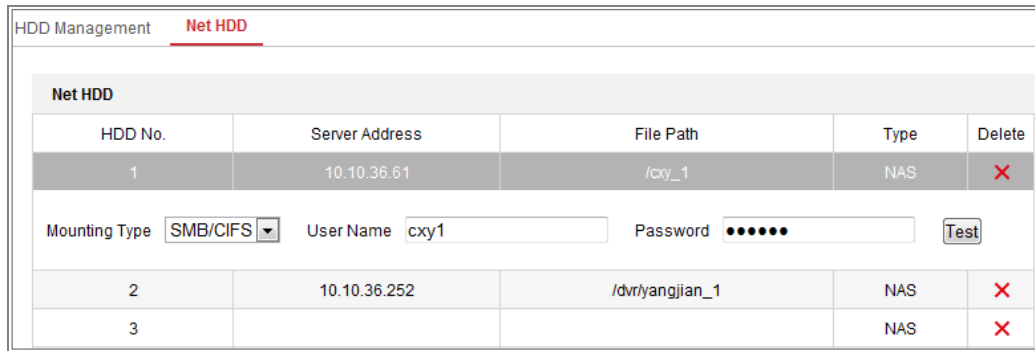 HDD Management Net HDD
Net HDD
HDD No. Server Address File Path Type Delete
1 10.10.36.61 /cxy_1 NAS
Mounting Type SMB/CIFS User Name cxy1 Password ●●●●●● Test
2 10.10.36.252 /dvr/yangjian_1 NAS
3 NAS